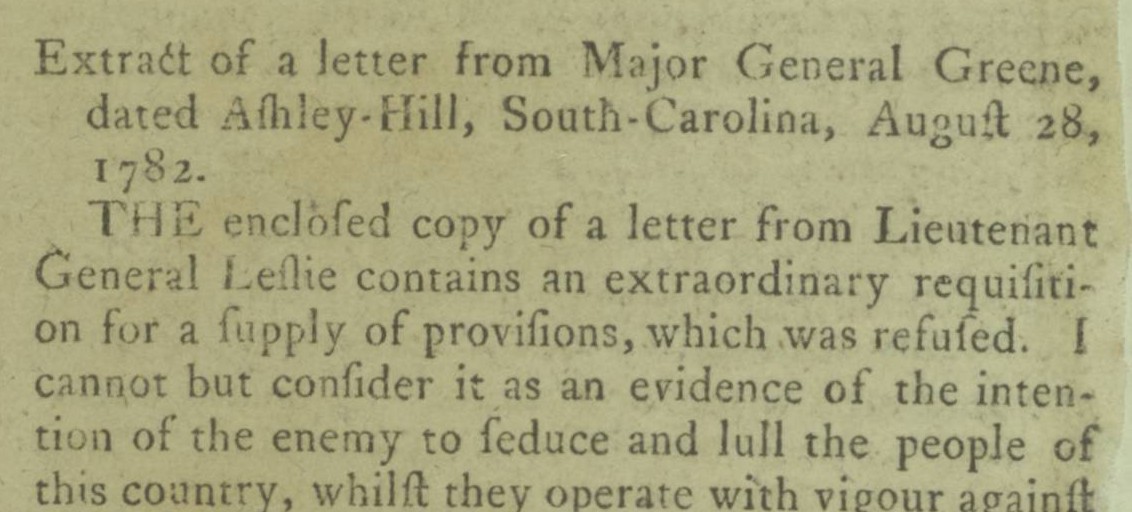 Extract of a letter from Major General Greene,
dated Aſhley-Hill, South-Carolina, Auguſt 28,
1782.
THE encloſed copy of a letter from Lieutenant
General Leſlie contains an extraordinary requiſiti-
on for a ſupply of proviſions, which was refuſed. I
cannot but conſider it as an evidence of the inten-
tion of the enemy to ſeduce and lull the people of
this country, whilſt they operate with vigour againſt